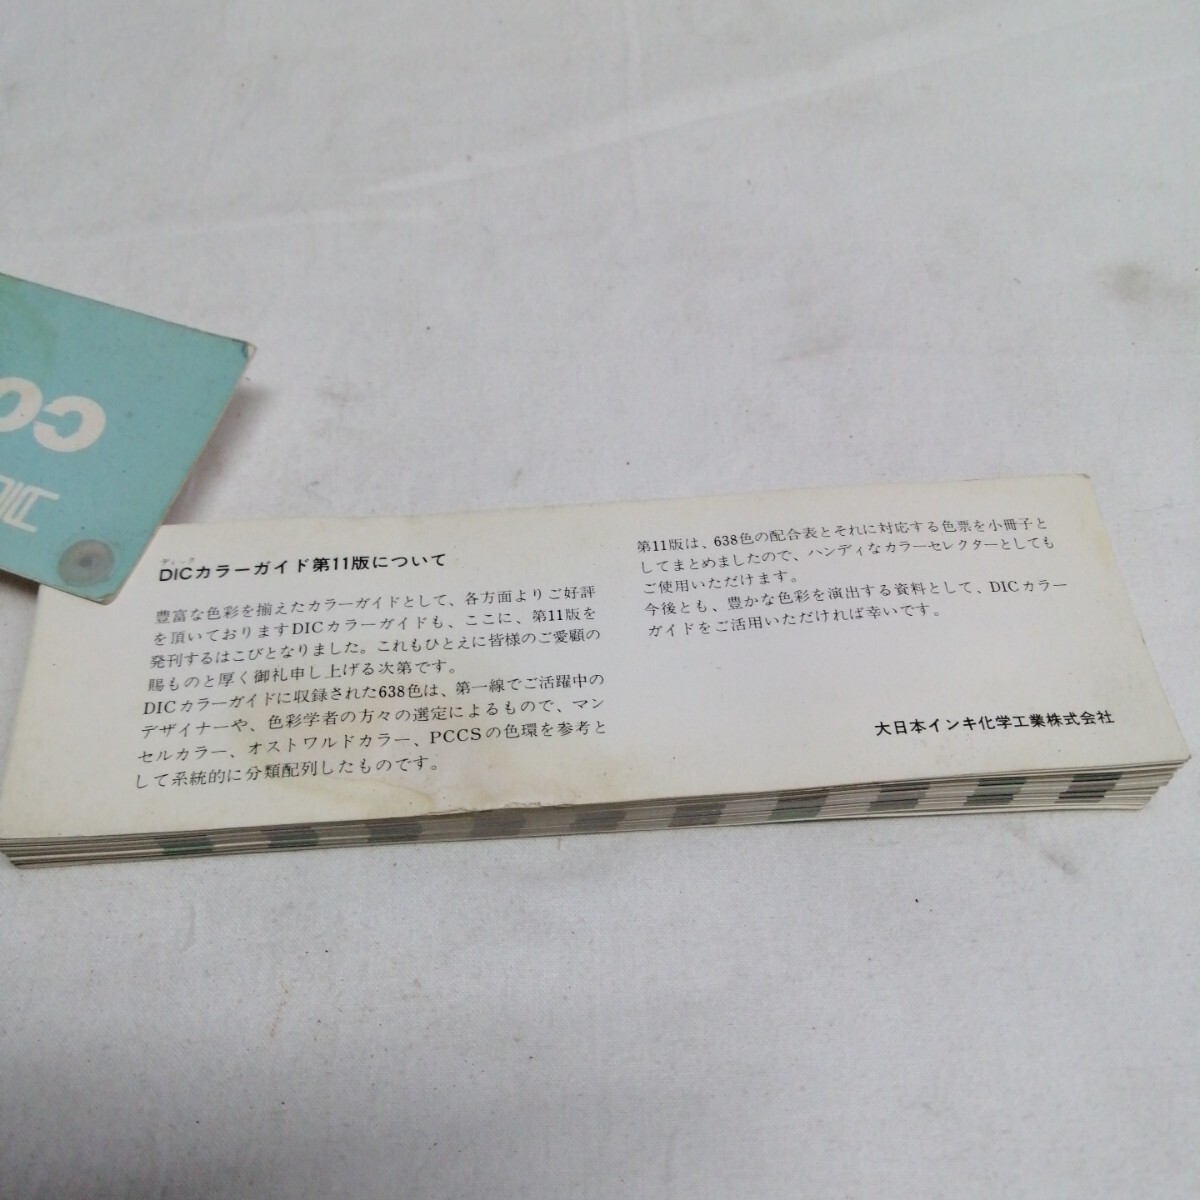 CO
DIC
ディック
DICカラーガイド第11版について
豊富な色彩を揃えたカラーガイドとして、各方面よりご好評
を頂いておりますDICカラーガイドも、ここに、第11版を
発刊するはこびとなりました。これもひとえに皆様のご愛顧の
賜ものと厚く御礼申し上げる次第です。
DICカラーガイドに収録された638色は、第一線でご活躍中の
デザイナーや、色彩学者の方々の選定によるもので、マン
セルカラー、オストワルドカラー、PCCSの色環を参考と
して系統的に分類配列したものです。
第11版は、638色の配合表とそれに対応する色票を小冊子と
してまとめましたので、ハンディなカラーセレクターとしても
ご使用いただけます。
今後とも、豊かな色彩を演出する資料として、DICカラー
ガイドをご活用いただければ幸いです。
大日本インキ化学工業株式会社